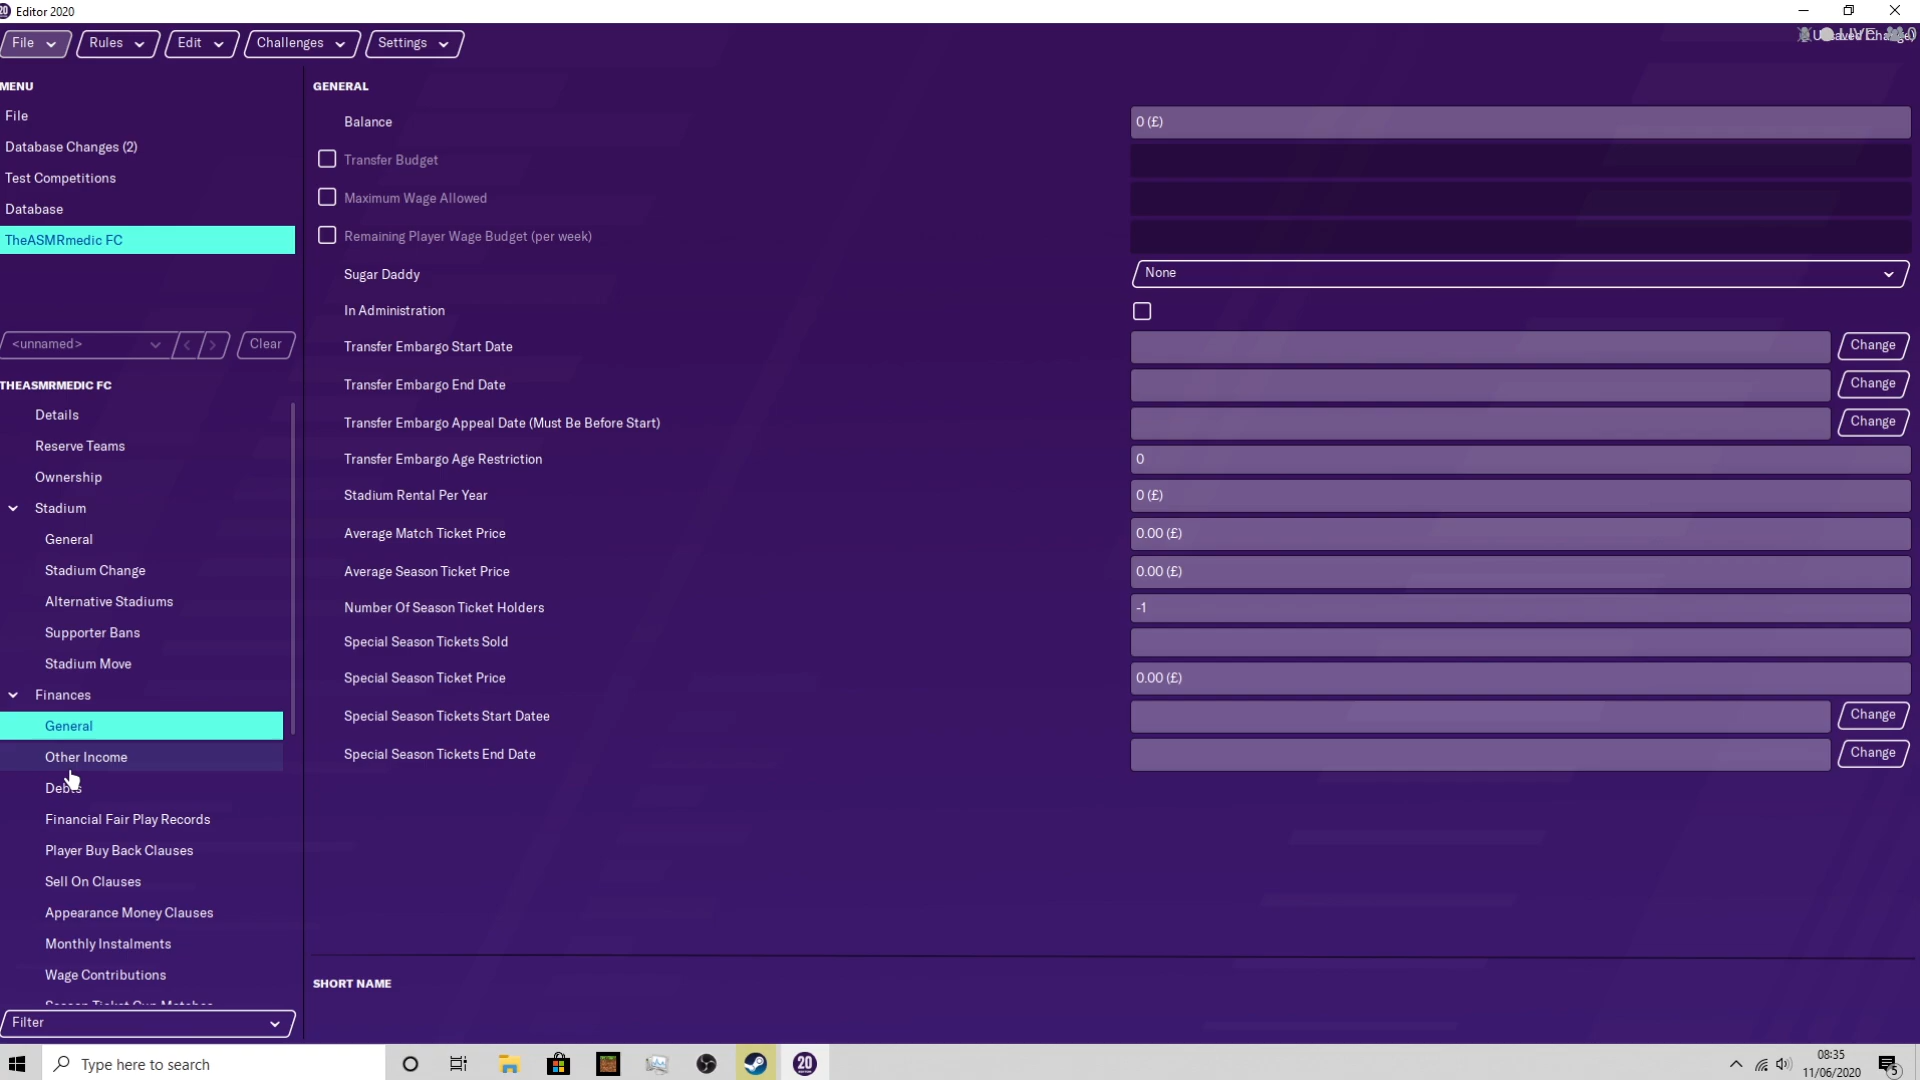 20 Editor 2020
File
Rules
Edit
Challenges
Settings
LIVE
MENU
File
Database Changes (2)
Test Competitions
Database
TheASMRmedic FC
<unnamed>
Clear
THEASMRMEDIC FC
Details
Reserve Teams
Ownership
Stadium
General
Stadium Change
Alternative Stadiums
Supporter Bans
Stadium Move
Finances
General
Other Income
Debts
Financial Fair Play Records
Player Buy Back Clauses
Sell On Clauses
Appearance Money Clauses
Monthly Instalments
Wage Contributions
Season Ticket Cup Matches
Filter
GENERAL
Balance 0 (£)
Transfer Budget
Maximum Wage Allowed
Remaining Player Wage Budget (per week)
Sugar Daddy None
In Administration
Transfer Embargo Start Date Change
Transfer Embargo End Date Change
Transfer Embargo Appeal Date (Must Be Before Start) Change
Transfer Embargo Age Restriction 0
Stadium Rental Per Year 0 (£)
Average Match Ticket Price 0.00 (£)
Average Season Ticket Price 0.00 (£)
Number Of Season Ticket Holders -1
Special Season Tickets Sold
Special Season Ticket Price 0.00 (£)
Special Season Tickets Start Datee Change
Special Season Tickets End Date Change
SHORT NAME
Type here to search
20
08:35
11/06/2020
5